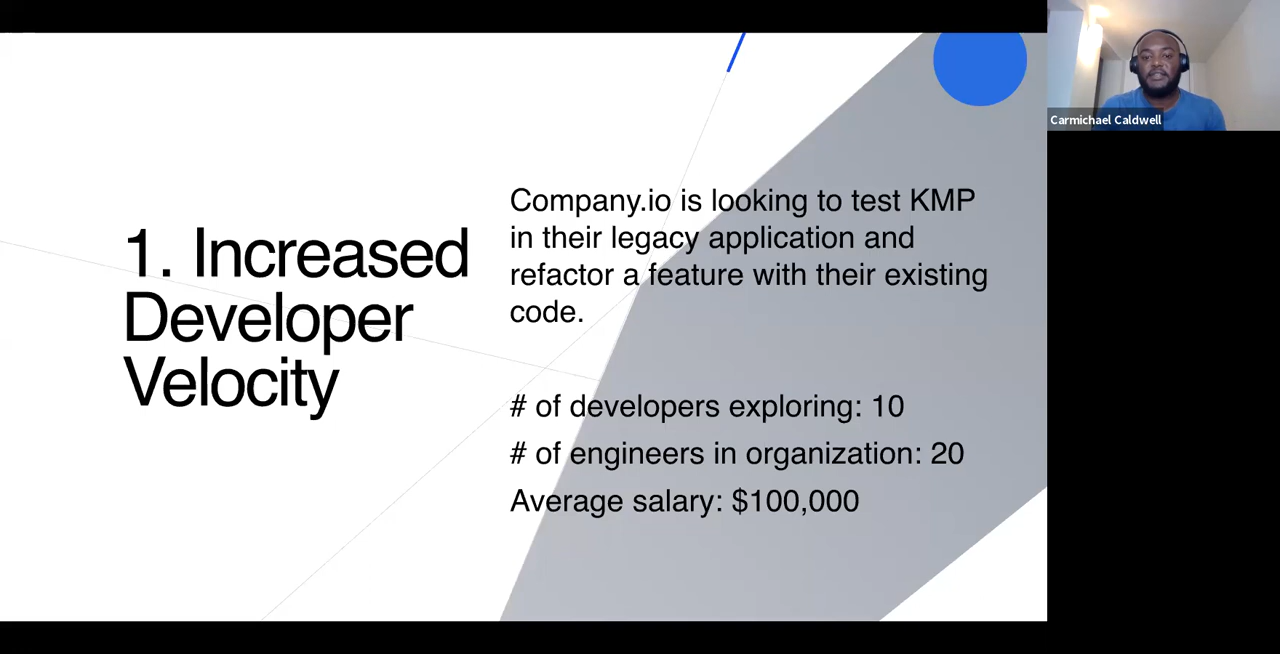 1. Increased
Developer
Velocity
Company.io is looking to test KMP
in their legacy application and
refactor a feature with their existing
code.
# of developers exploring: 10
# of engineers in organization: 20
Average salary: $100,000
Carmichael Caldwell